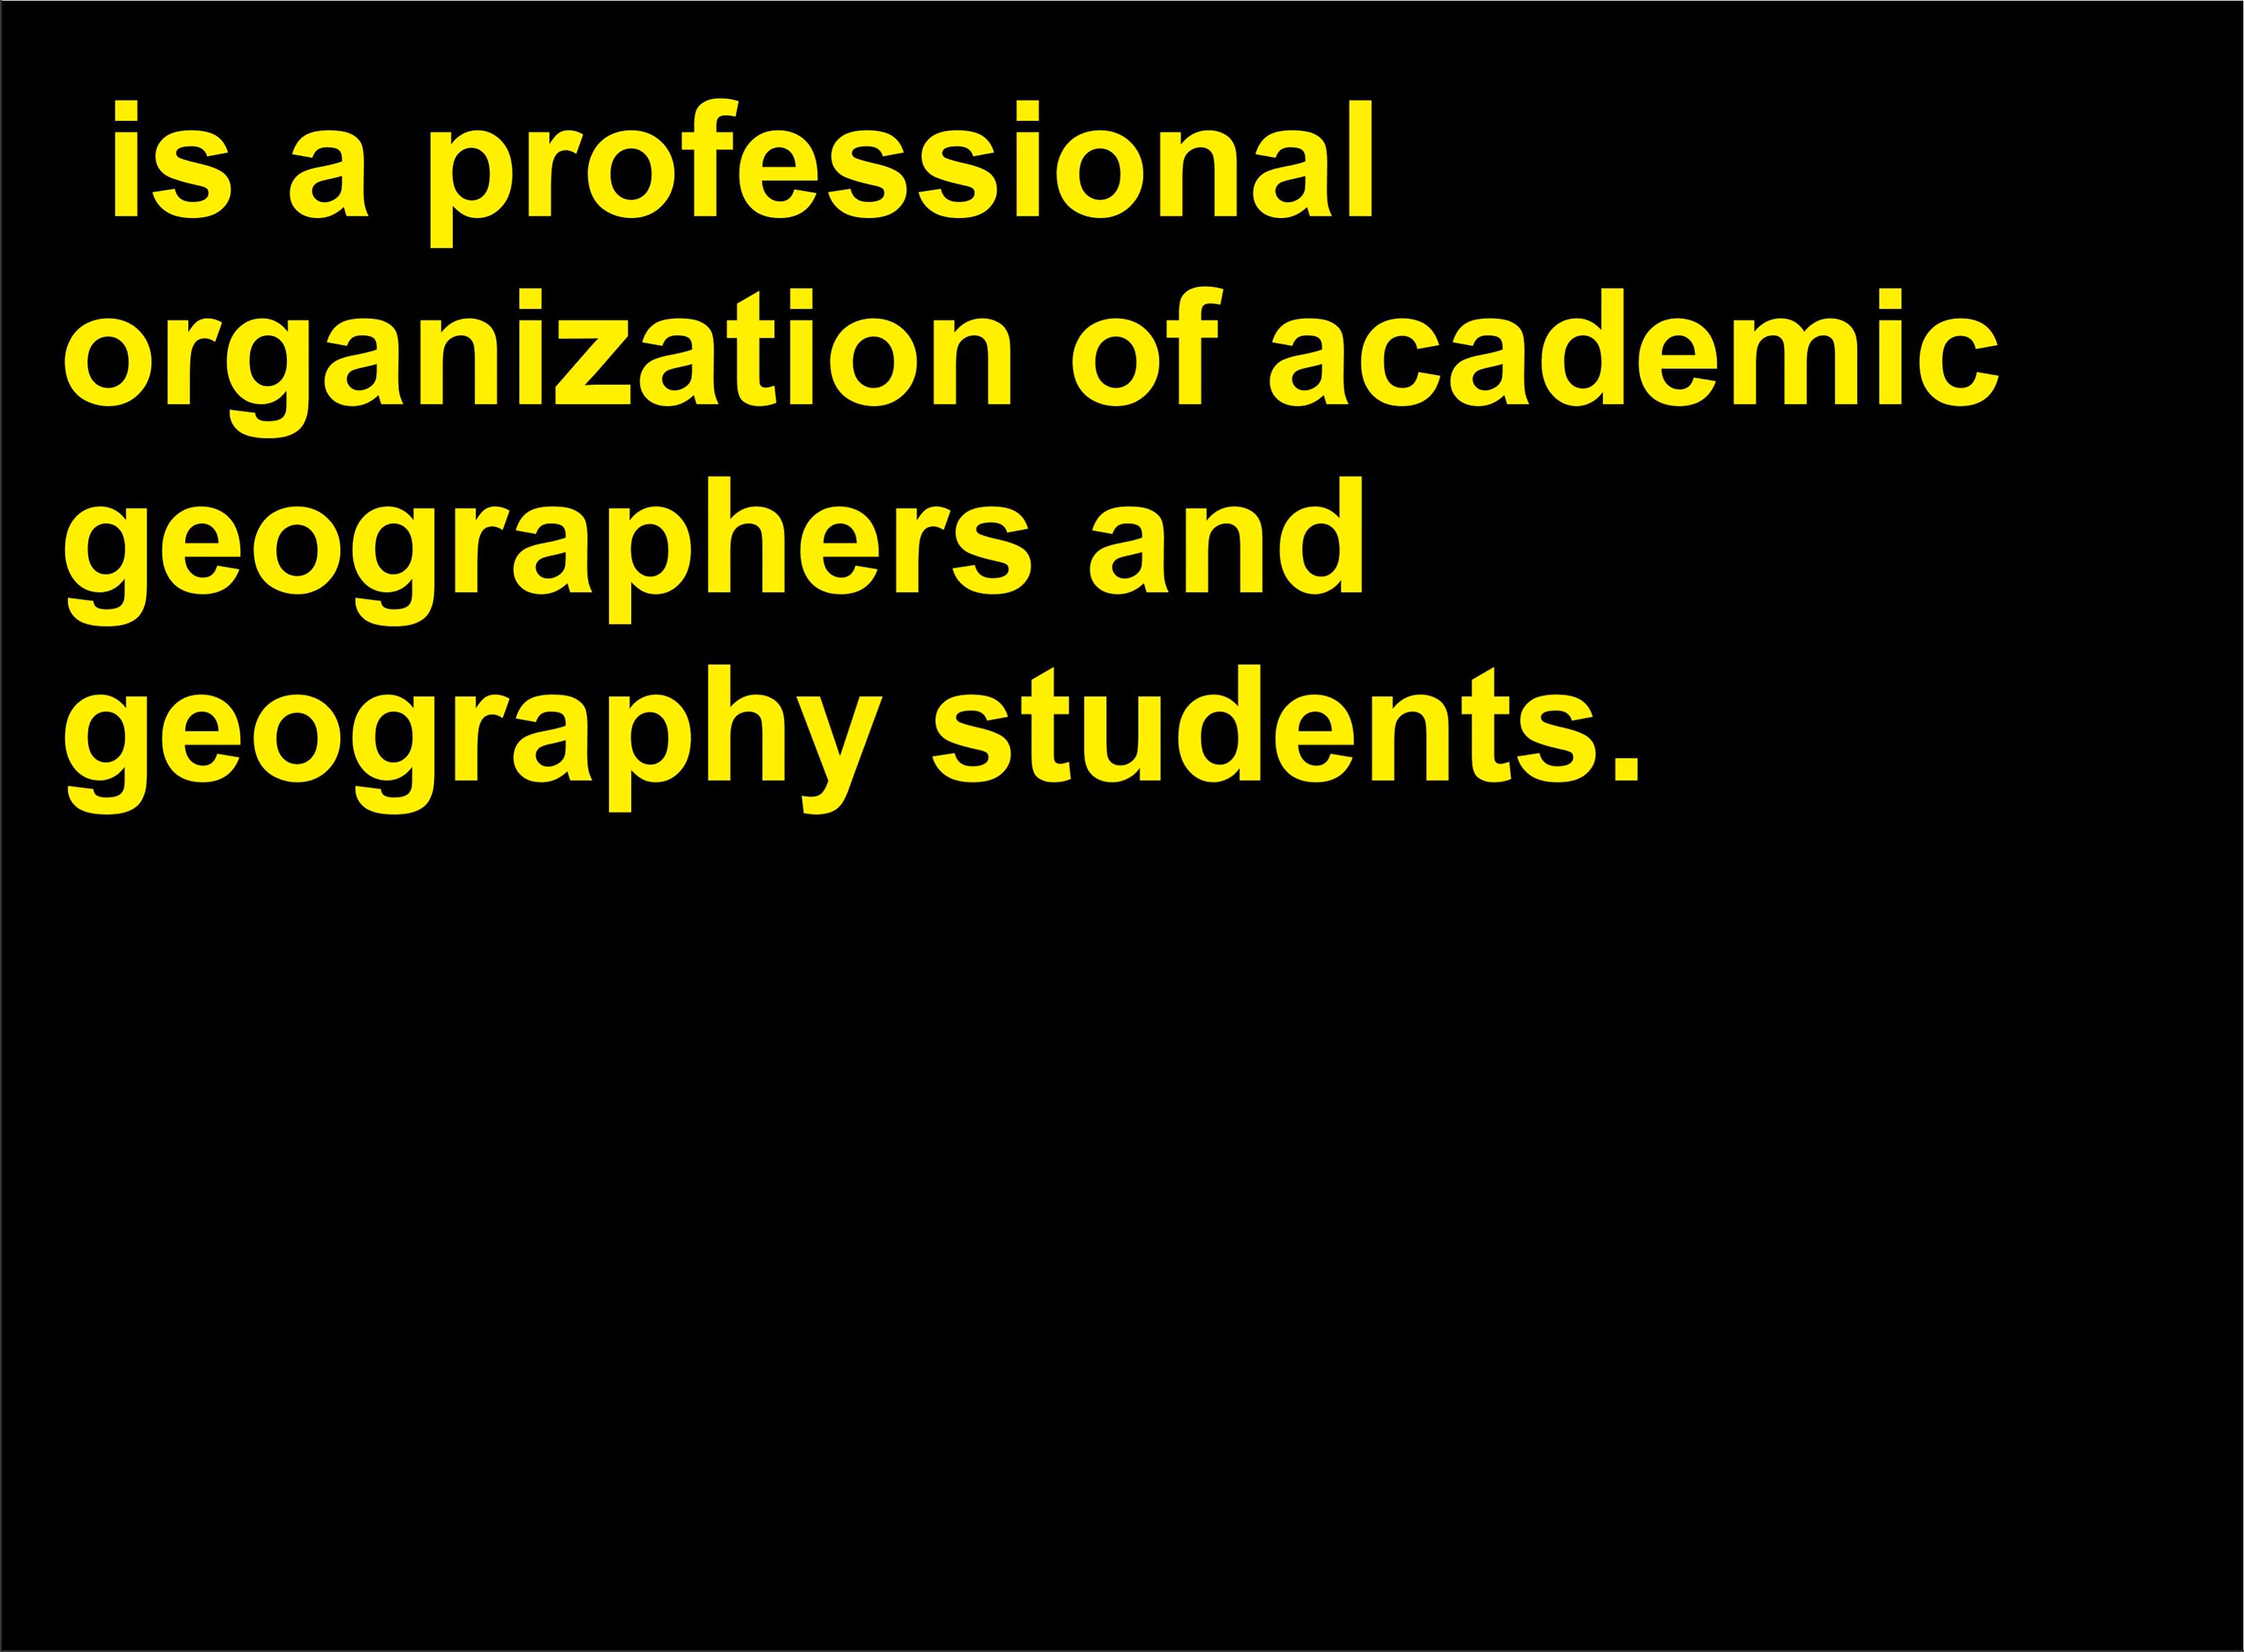 is a professional
organization of academic
geographers and
geography students.